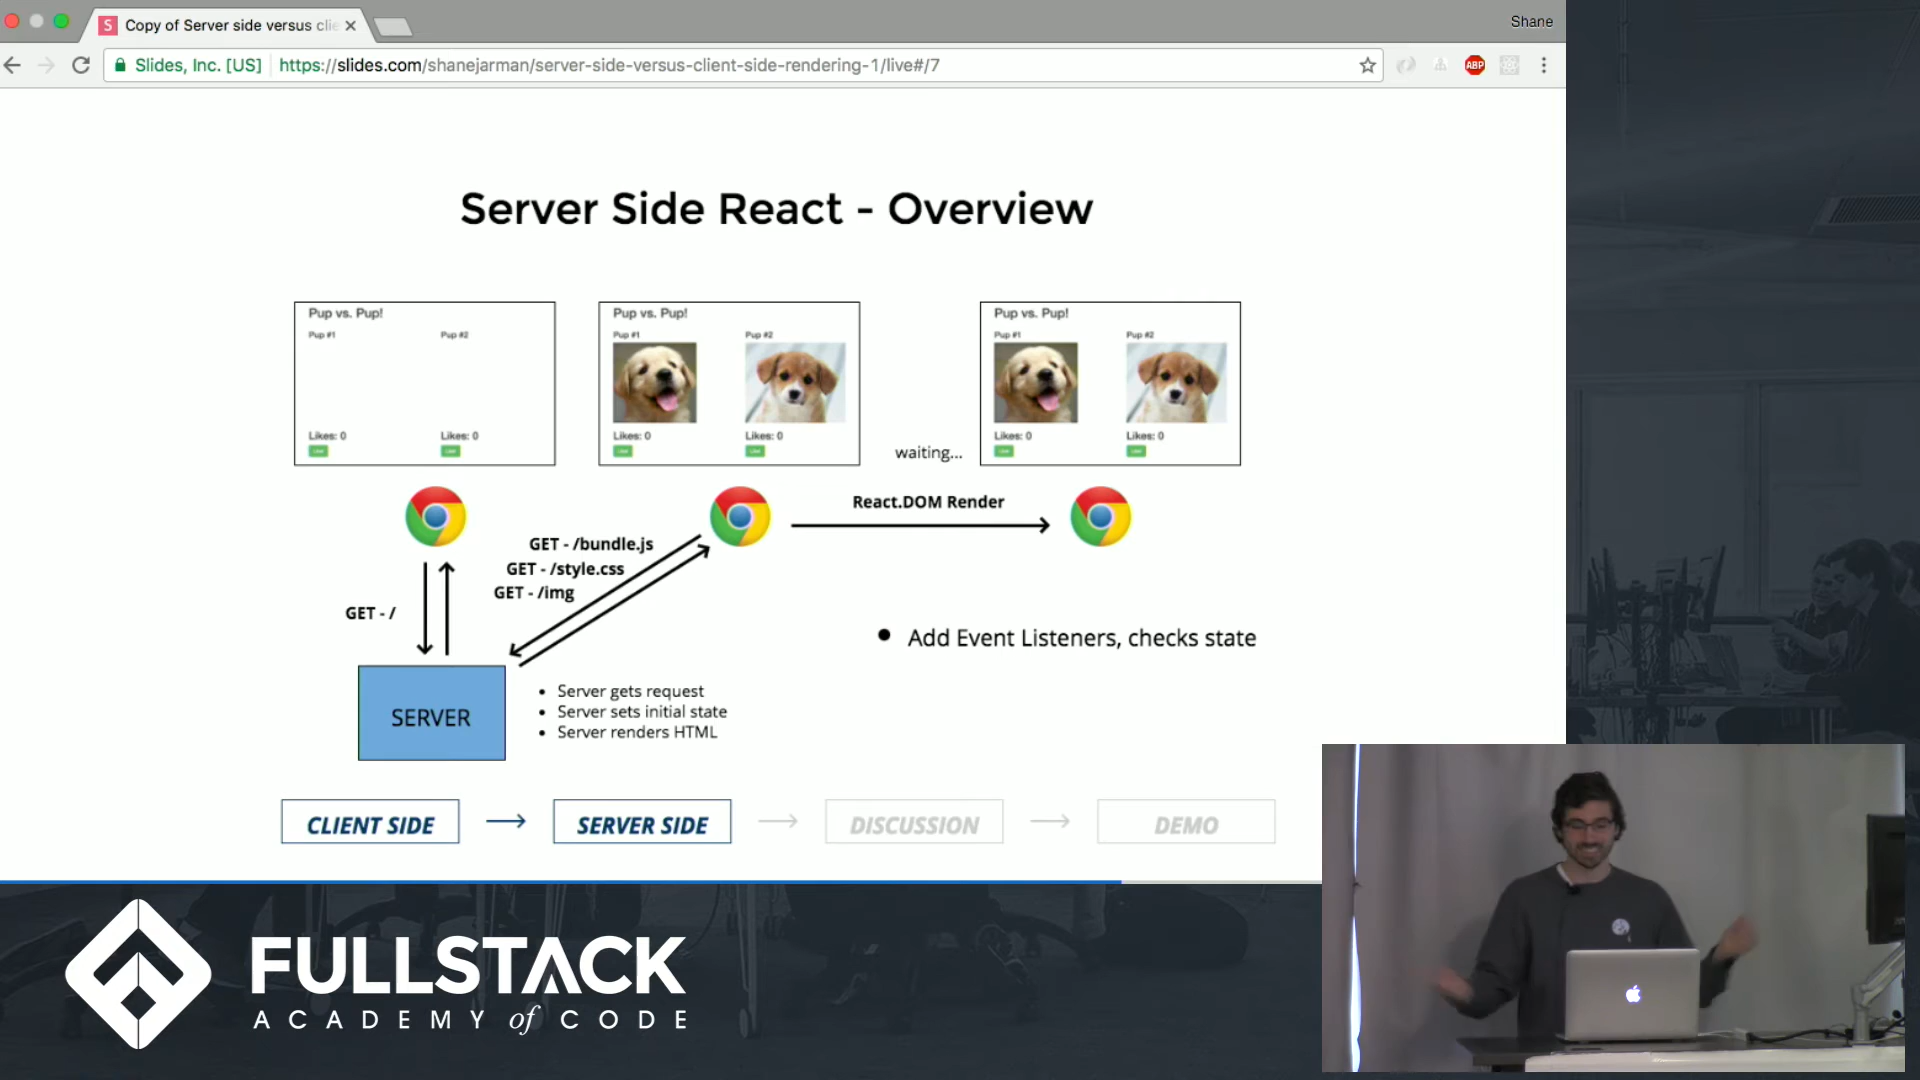 Copy of Server side versus clie
Shane
Slides, Inc. [US]
https://slides.com/shanejarman/server-side-versus-client-side-rendering-1/live#/7
ABP
Server Side React - Overview
Pup vs. Pup!
Pup #1
Pup #2
Likes: 0
Likes: 0
Pup vs. Pup!
Pup #1
Pup #2
Likes: 0
Likes: 0
waiting...
Pup vs. Pup!
Pup #1
Pup #2
Likes: 0
Likes: 0
React.DOM Render
GET - /bundle.js
GET - /style.css
GET - /img
GET - /
Add Event Listeners, checks state
SERVER
Server gets request
Server sets initial state
Server renders HTML
CLIENT SIDE
SERVER SIDE
DISCUSSION
DEMO
FULLSTACK
ACADEMY of CODE